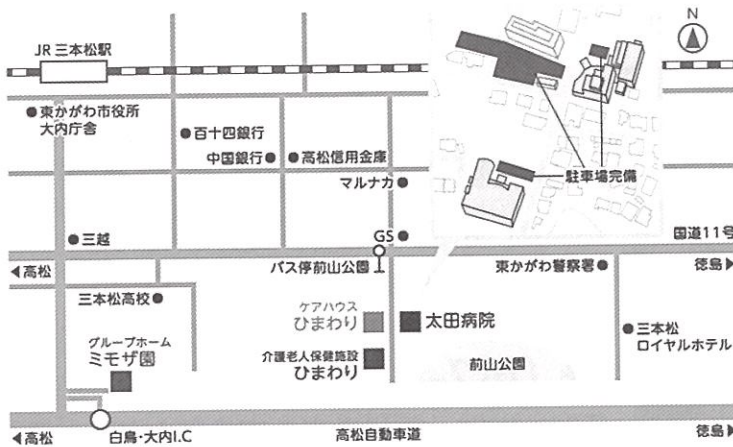 N
JR 三本松駅
東かがわ市役所
大内庁舎
百十四銀行
中国銀行
高松信用金庫
マルナカ
駐車場完備
三越
GS
国道11号
◀高松
バス停前山公園
東かがわ警察署
徳島▶
三本松高校
ケアハウス
ひまわり
太田病院
三本松
ロイヤルホテル
グループホーム
ミモザ園
介護老人保健施設
ひまわり
前山公園
◀高松
白鳥・大内I.C
高松自動車道
徳島▶